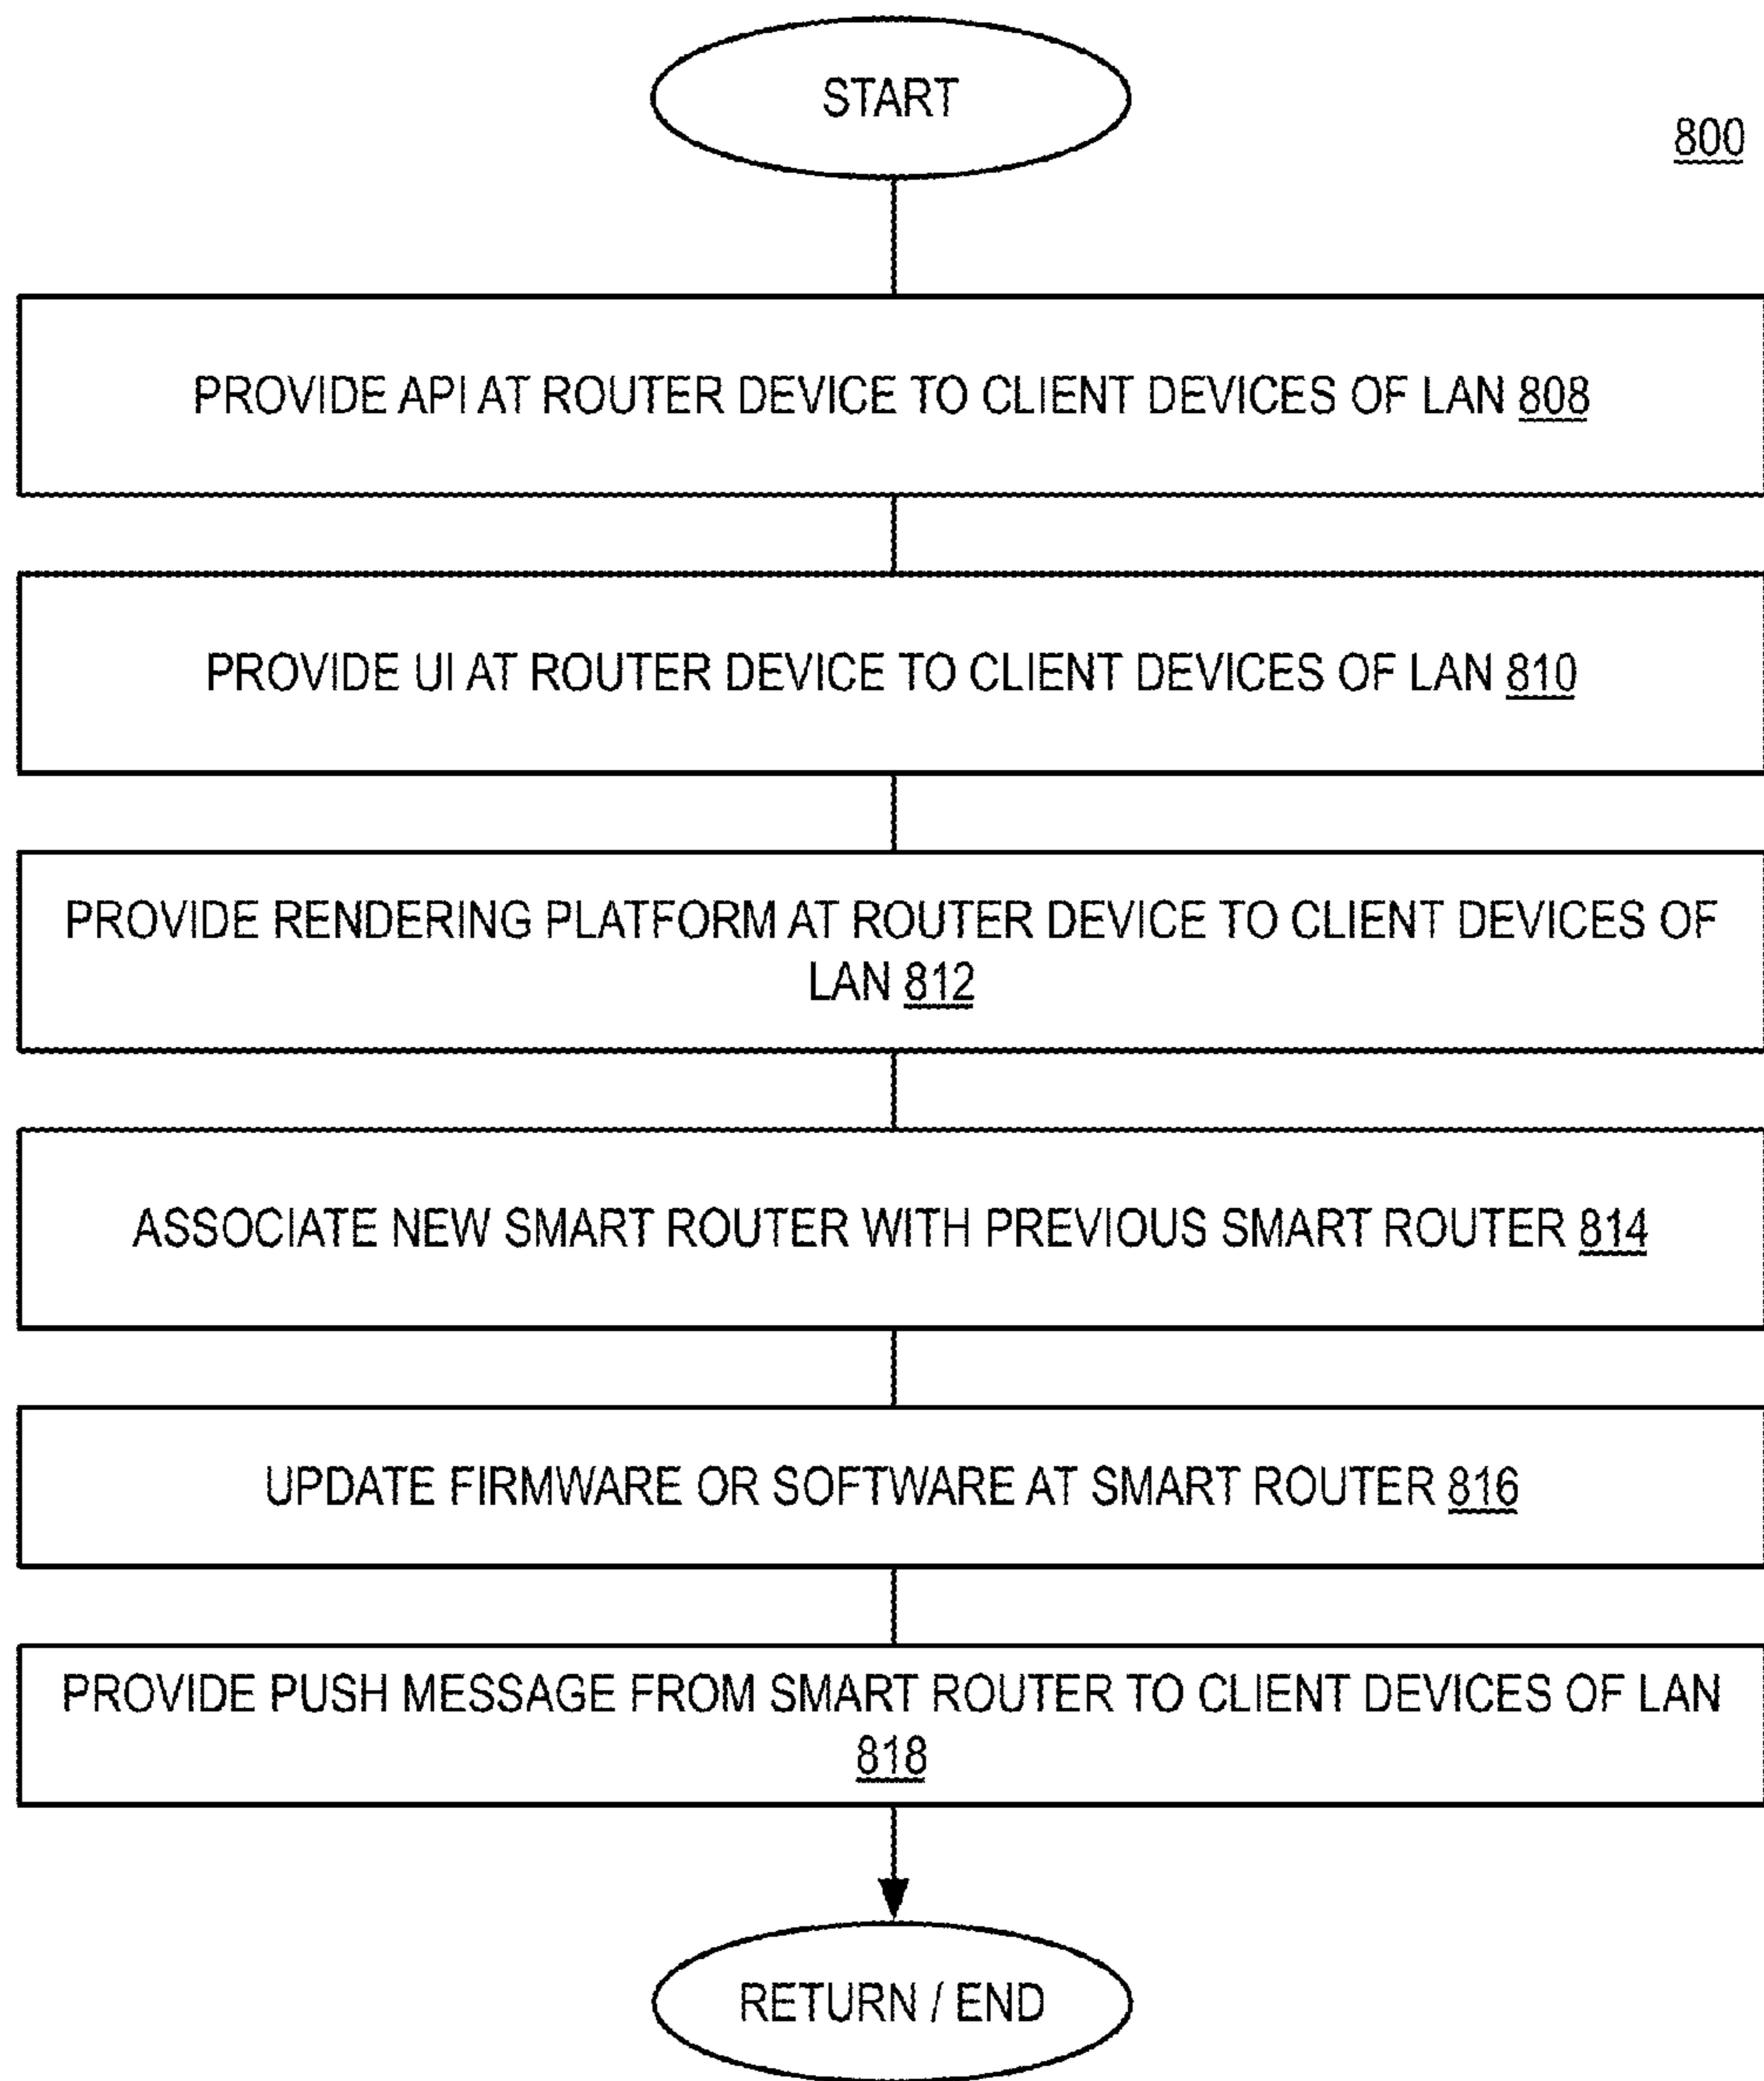 START
800
PROVIDE API AT ROUTER DEVICE TO CLIENT DEVICES OF LAN 808
PROVIDE UI AT ROUTER DEVICE TO CLIENT DEVICES OF LAN 810
PROVIDE RENDERING PLATFORM AT ROUTER DEVICE TO CLIENT DEVICES OF
LAN 812
ASSOCIATE NEW SMART ROUTER WITH PREVIOUS SMART ROUTER 814
UPDATE FIRMWARE OR SOFTWARE AT SMART ROUTER 816
PROVIDE PUSH MESSAGE FROM SMART ROUTER TO CLIENT DEVICES OF LAN
818
RETURN / END